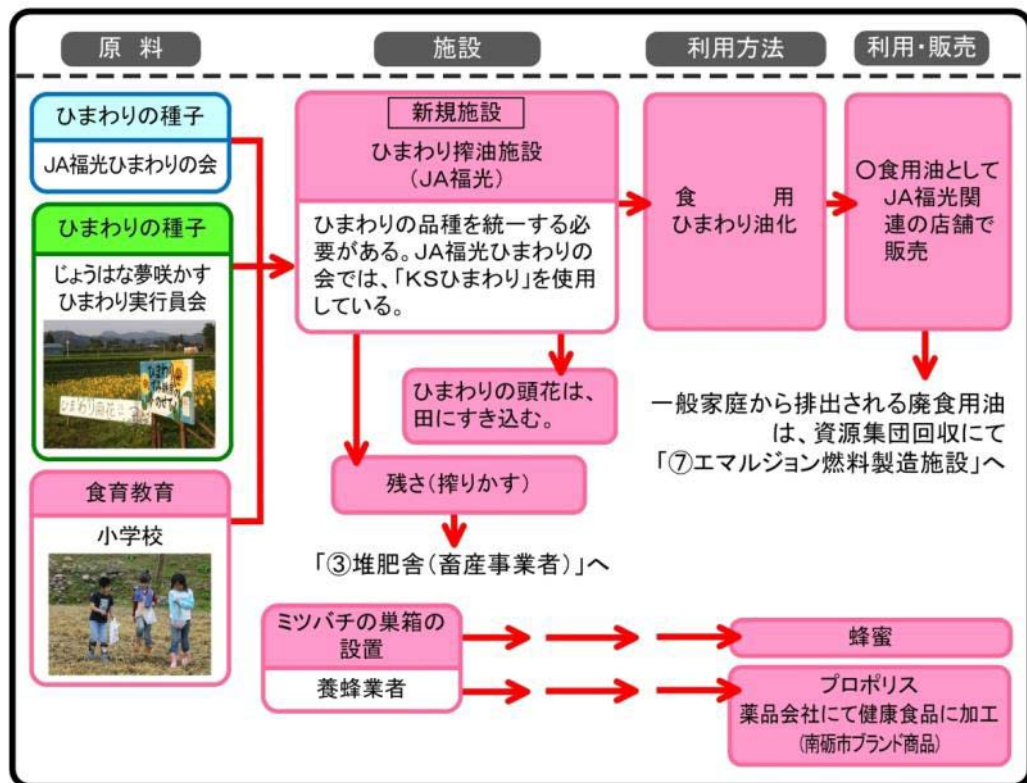 原 料
施設
利用方法
利用・販売
ひまわりの種子
JA福光ひまわりの会
ひまわりの種子
じょうはな夢咲かす
ひまわり実行員会
ひまわり
食育教育
小学校
新規施設
ひまわり搾油施設
(JA福光)
ひまわりの品種を統一する必
要がある。JA福光ひまわりの
会では、「KSひまわり」を使用
している。
ひまわりの頭花は、
田にすき込む。
残さ(搾りかす)
「③堆肥舎(畜産事業者)」へ
食 用
ひまわり油化
〇食用油として
JA福光関
連の店舗で
販売
一般家庭から排出される廃食用油
は、資源集団回収にて
「⑦エマルジョン燃料製造施設」へ
ミツバチの巣箱の
設置
養蜂業者
蜂蜜
プロポリス
薬品会社にて健康食品に加工
(南砺市ブランド商品)